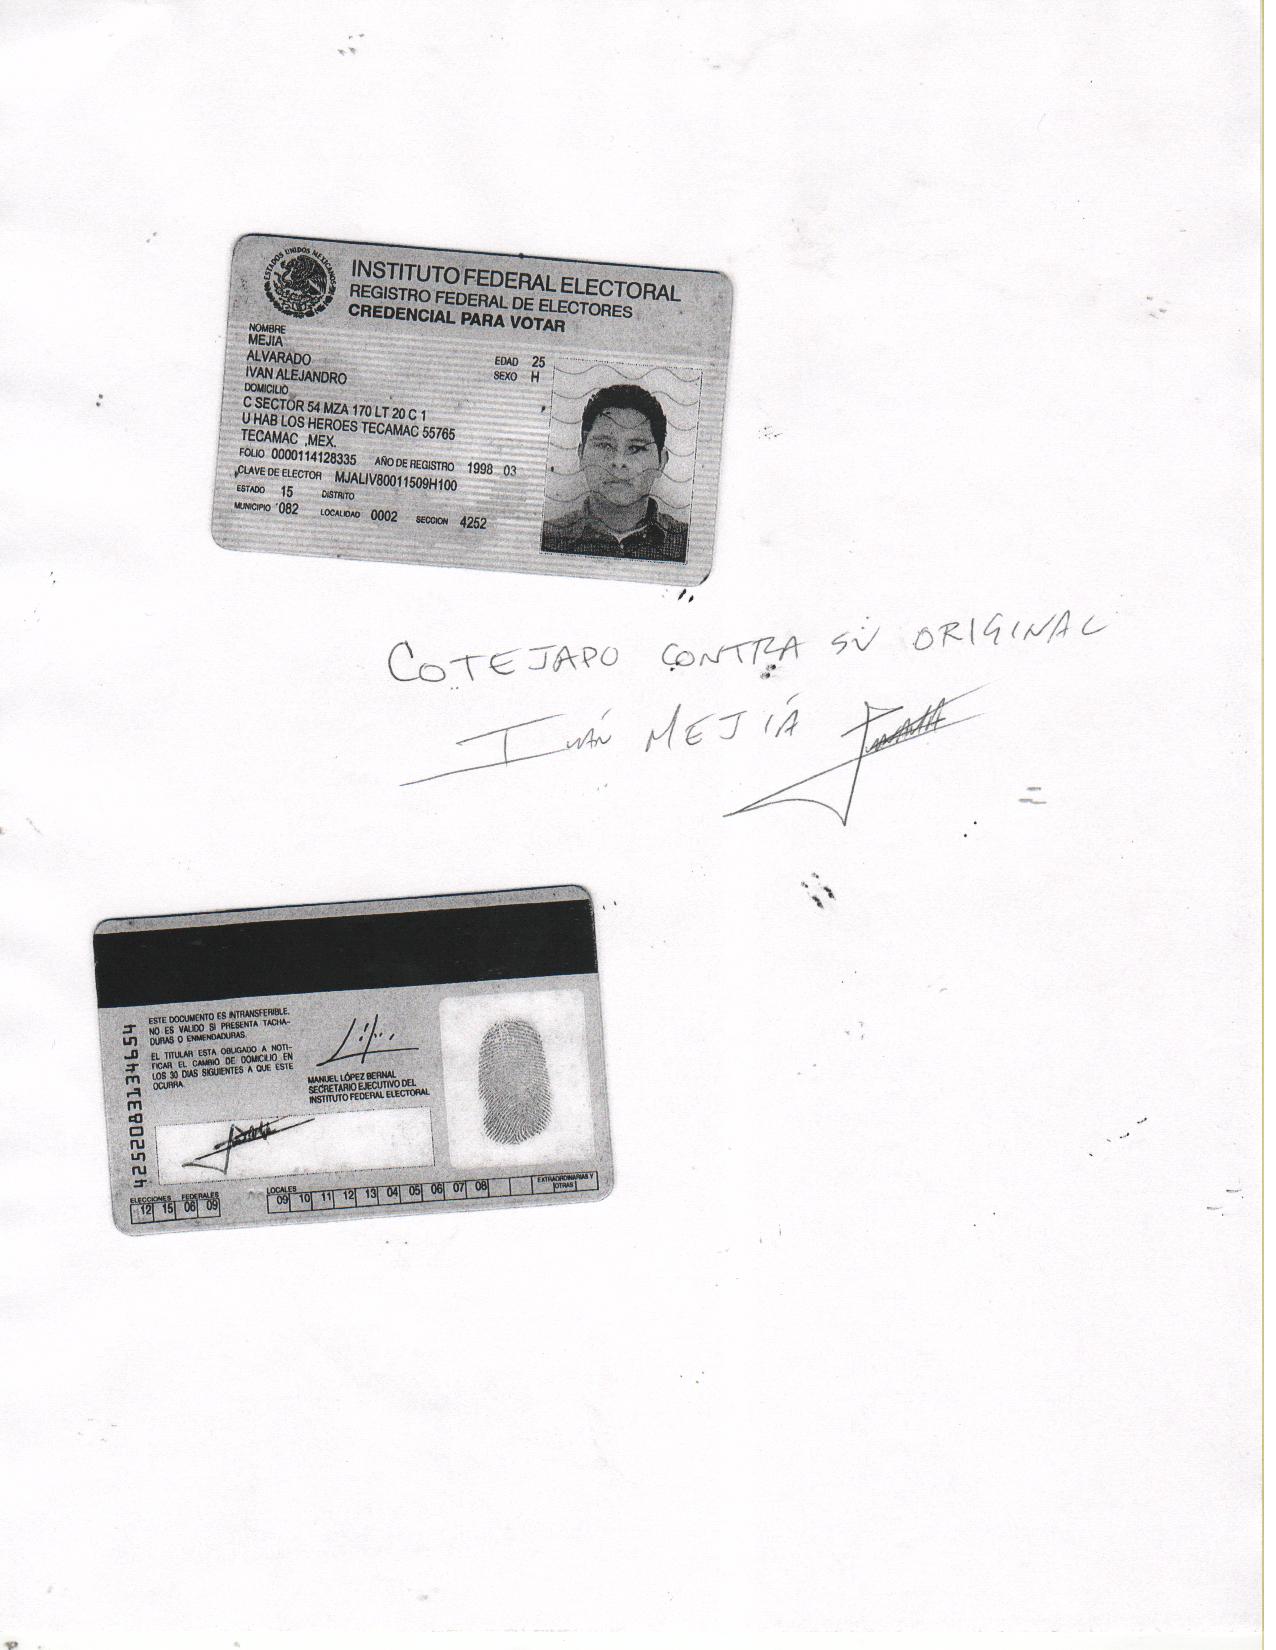 ESTADOS UNIDOS MEXICANOS
INSTITUTO FEDERAL ELECTORAL
REGISTRO FEDERAL DE ELECTORES
CREDENCIAL PARA VOTAR
NOMBRE
MEJIA
ALVARADO
IVAN ALEJANDRO
EDAD 25
SEXO H
DOMICILIO
C SECTOR 54 MZA 170 LT 20 C 1
U HAB LOS HEROES TECAMAC 55765
TECAMAC ,MEX.
FOLIO 0000114128335 AÑO DE REGISTRO 1998 03
CLAVE DE ELECTOR MJALIV80011509H100
ESTADO 15 DISTRITO
MUNICIPIO 082 LOCALIDAD 0002 SECCION 4252
COTEJADO CONTRA SU ORIGINAL
IVÁN MEJIÁ
ESTE DOCUMENTO ES INTRANSFERIBLE.
NO ES VALIDO SI PRESENTA TACHA-
DURAS O ENMENDADURAS.
EL TITULAR ESTA OBLIGADO A NOTI-
FICAR EL CAMBIO DE DOMICILIO EN
LOS 30 DIAS SIGUIENTES A QUE ESTE
OCURRA.
MANUEL LÓPEZ BERNAL
SECRETARIO EJECUTIVO DEL
INSTITUTO FEDERAL ELECTORAL
4252083134654
ELECCIONES FEDERALES
12 15 06 09
LOCALES
09 10 11 12 13 04 05 06 07 08
EXTRAORDINARIAS Y
OTRAS